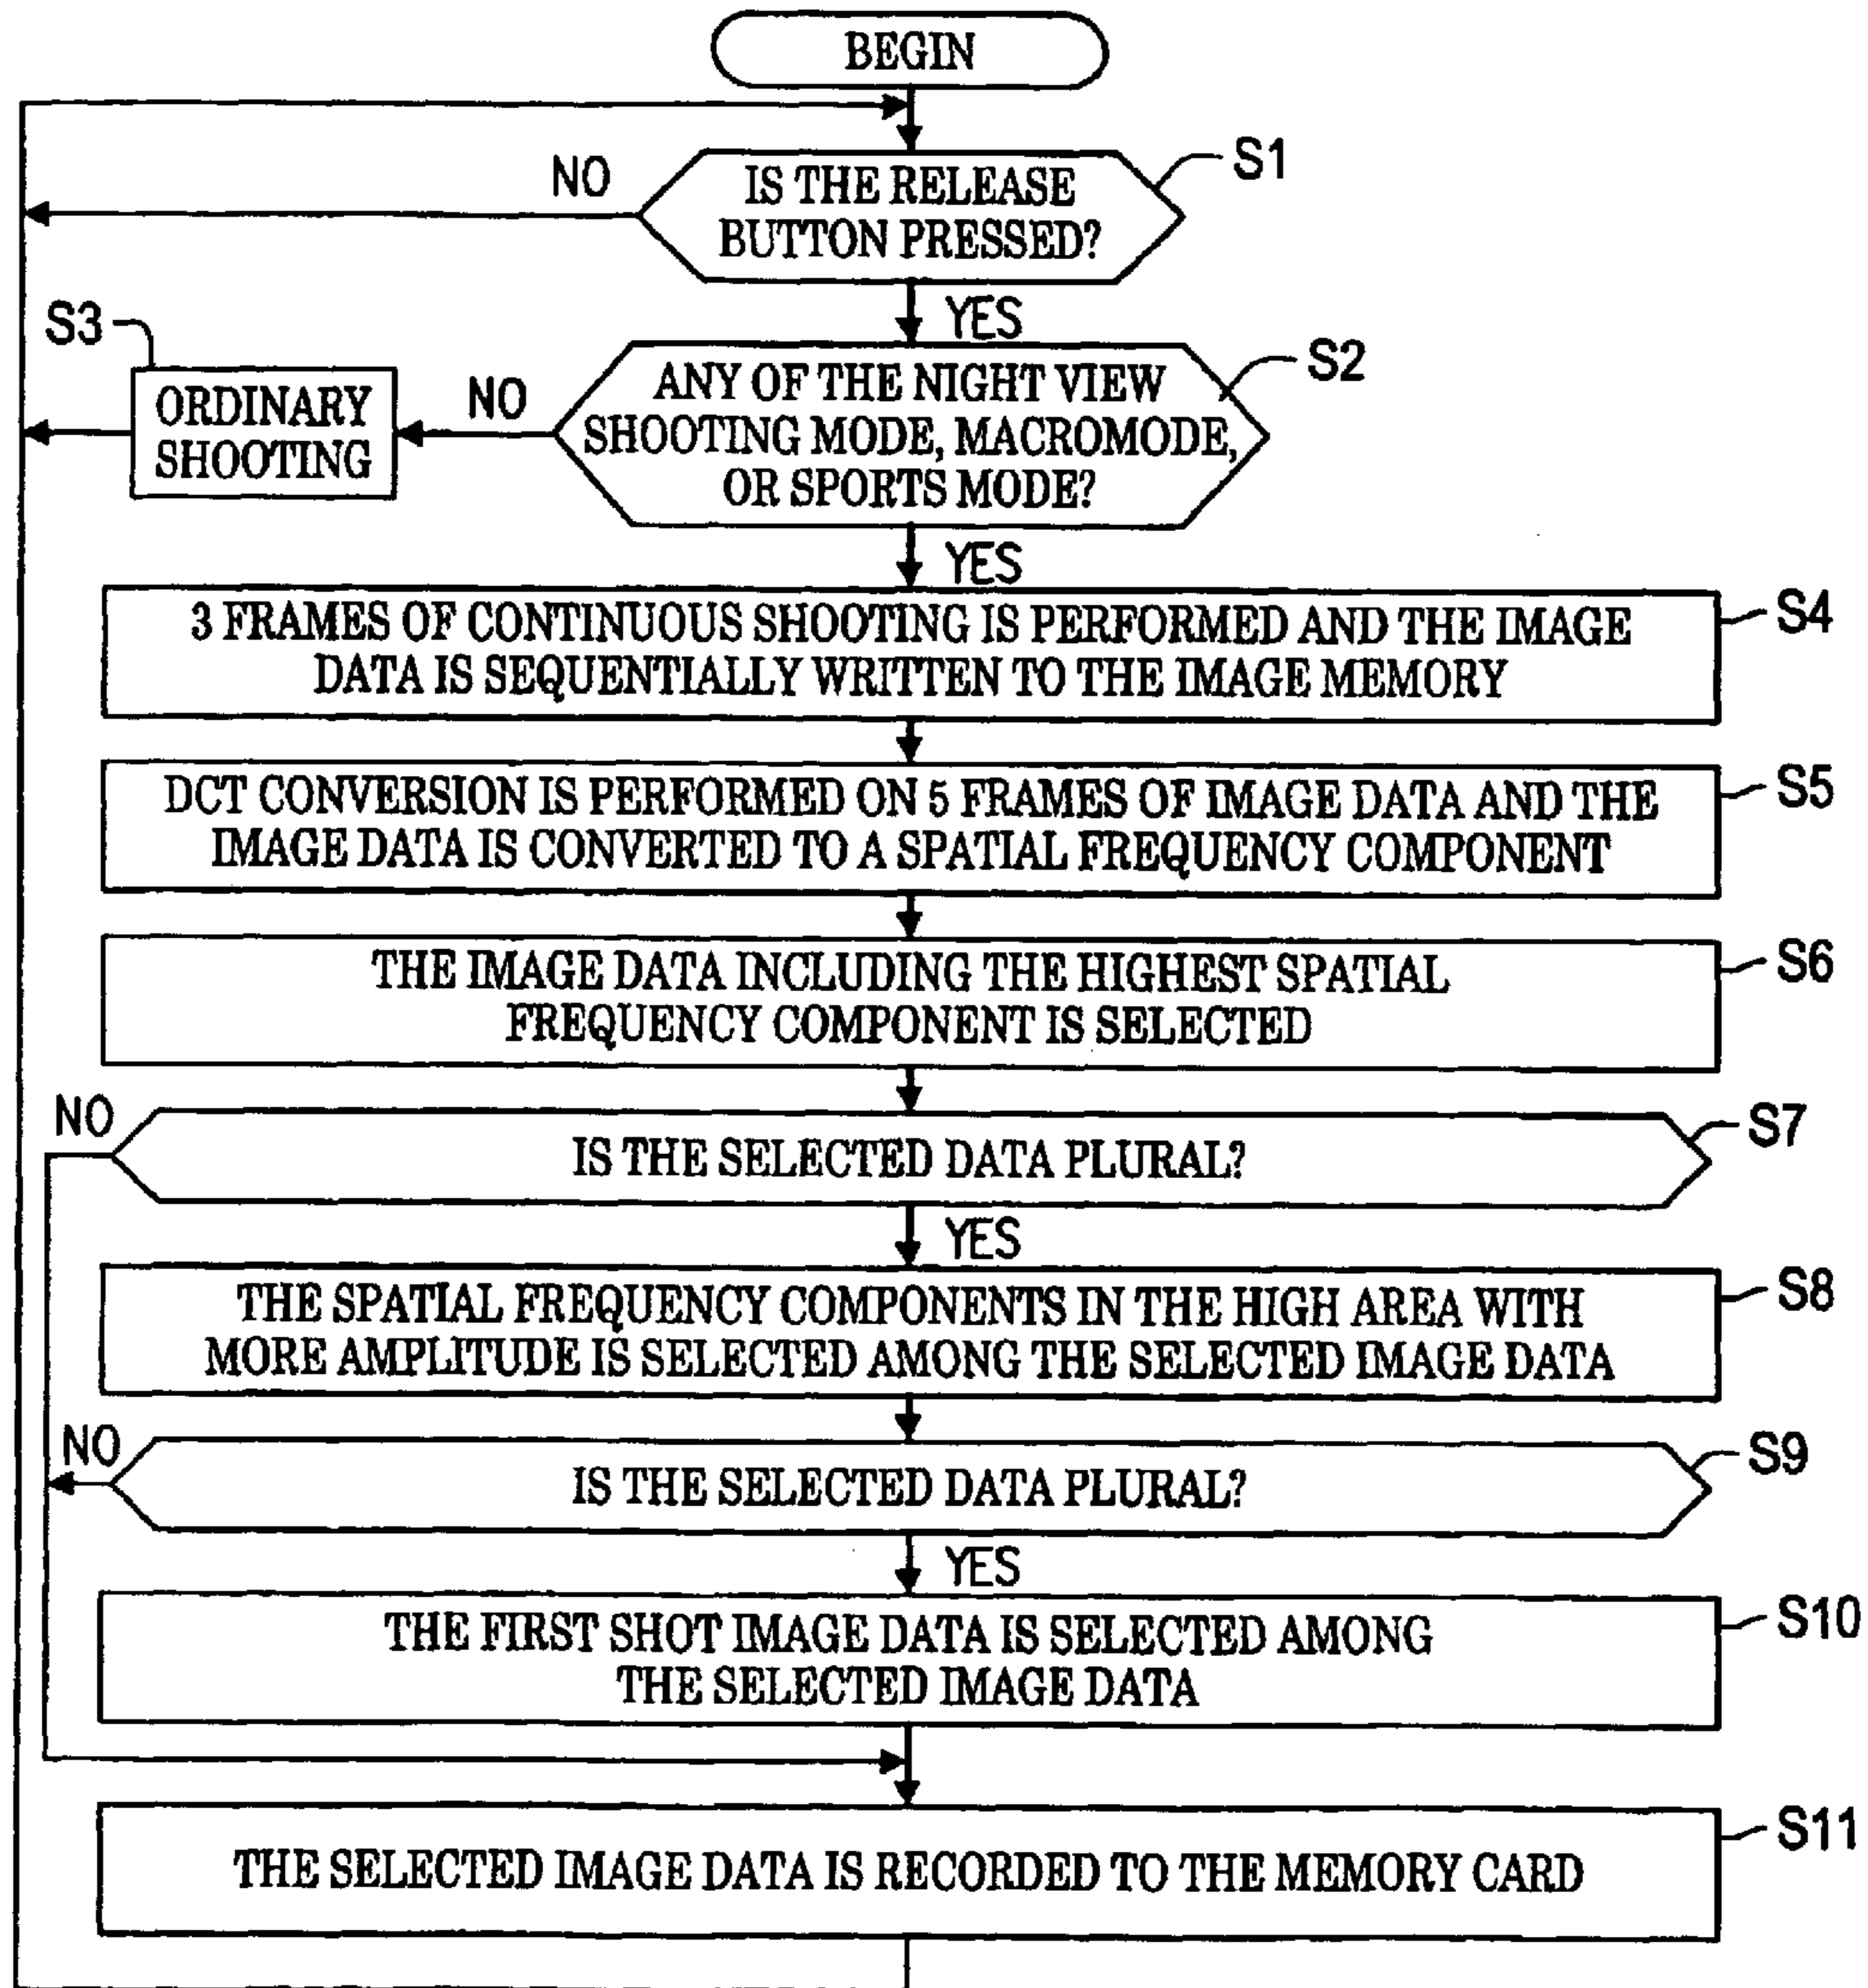 BEGIN
S1
NO
IS THE RELEASE
BUTTON PRESSED?
YES
S3
S2
ORDINARY
SHOOTING
NO
ANY OF THE NIGHT VIEW
SHOOTING MODE, MACROMODE,
OR SPORTS MODE?
YES
S4
3 FRAMES OF CONTINUOUS SHOOTING IS PERFORMED AND THE IMAGE
DATA IS SEQUENTIALLY WRITTEN TO THE IMAGE MEMORY
S5
DCT CONVERSION IS PERFORMED ON 5 FRAMES OF IMAGE DATA AND THE
IMAGE DATA IS CONVERTED TO A SPATIAL FREQUENCY COMPONENT
S6
THE IMAGE DATA INCLUDING THE HIGHEST SPATIAL
FREQUENCY COMPONENT IS SELECTED
NO
S7
IS THE SELECTED DATA PLURAL?
YES
S8
THE SPATIAL FREQUENCY COMPONENTS IN THE HIGH AREA WITH
MORE AMPLITUDE IS SELECTED AMONG THE SELECTED IMAGE DATA
NO
S9
IS THE SELECTED DATA PLURAL?
YES
S10
THE FIRST SHOT IMAGE DATA IS SELECTED AMONG
THE SELECTED IMAGE DATA
S11
THE SELECTED IMAGE DATA IS RECORDED TO THE MEMORY CARD